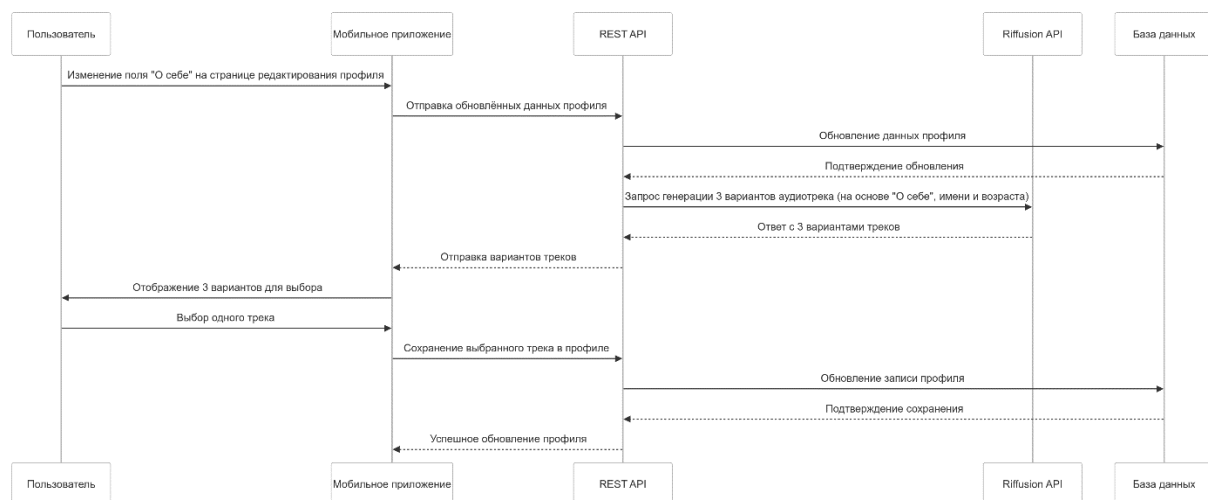 Пользователь
Мобильное приложение
REST API
Riffusion API
База данных
Изменение поля "О себе" на странице редактирования профиля
Отправка обновлённых данных профиля
Обновление данных профиля
Подтверждение обновления
Запрос генерации 3 вариантов аудиотрека (на основе "О себе", имени и возраста)
Ответ с 3 вариантами треков
Отправка вариантов треков
Отображение 3 вариантов для выбора
Выбор одного трека
Сохранение выбранного трека в профиле
Обновление записи профиля
Подтверждение сохранения
Успешное обновление профиля
Пользователь
Мобильное приложение
REST API
Riffusion API
База данных